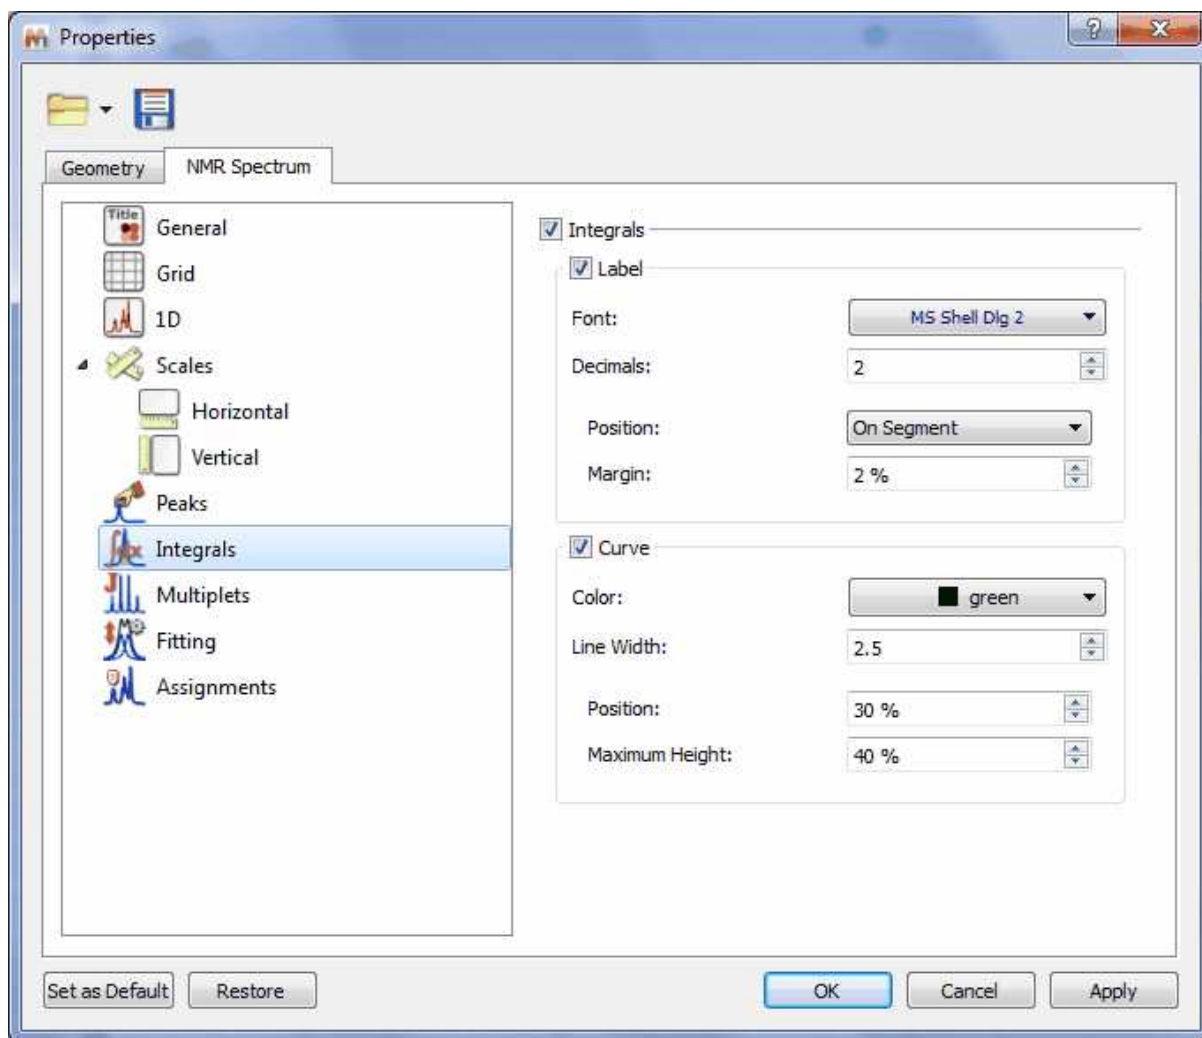 Properties
Geometry
NMR Spectrum
Title
General
Grid
1D
Scales
Horizontal
Vertical
Peaks
Integrals
Multiplets
Fitting
Assignments
Integrals
Label
Font: MS Shell Dlg 2
Decimals: 2
Position: On Segment
Margin: 2 %
Curve
Color: green
Line Width: 2.5
Position: 30 %
Maximum Height: 40 %
Set as Default Restore OK Cancel Apply